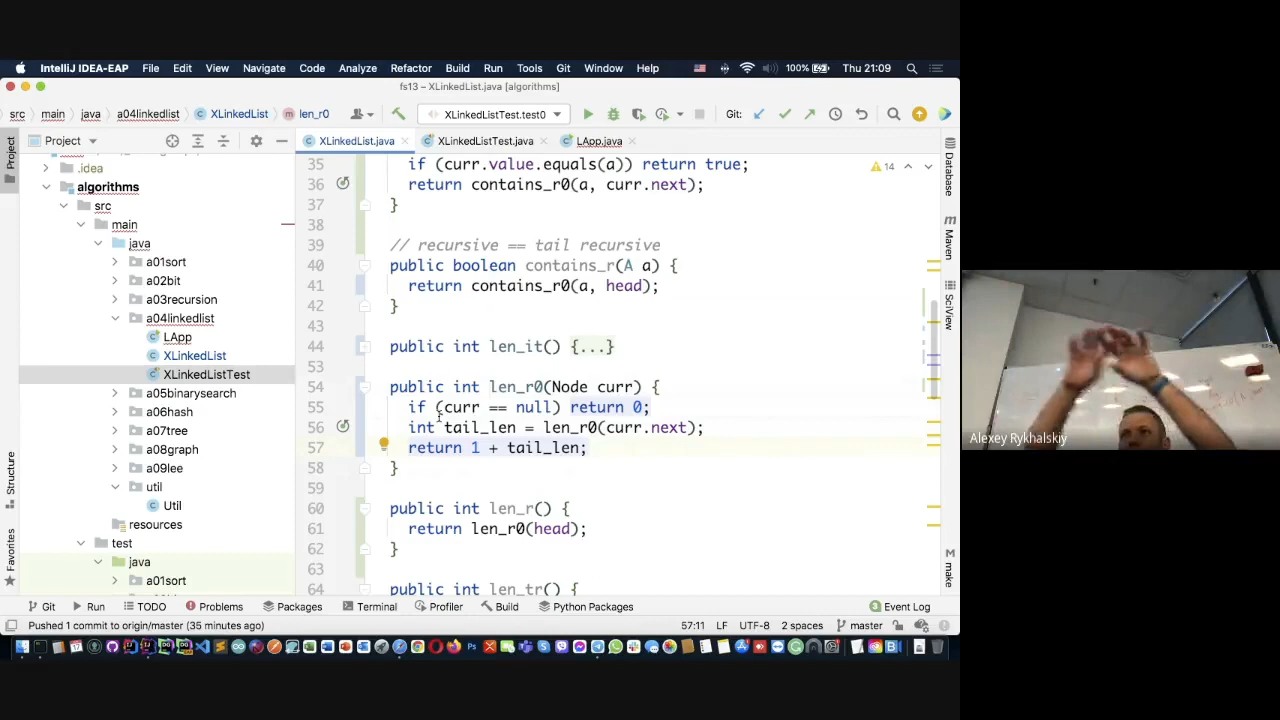 IntelliJ IDEA-EAP File Edit View Navigate Code Analyze Refactor Build Run Tools Git Window Help 100% Thu 21:09
fs13 – XLinkedList.java [algorithms]
src main java a04linkedlist XLinkedList len_r0 XLinkedListTest.test0 Git:
Project XLinkedList.java XLinkedListTest.java LApp.java
.idea
algorithms
src
main
java
a01sort
a02bit
a03recursion
a04linkedlist
LApp
XLinkedList
XLinkedListTest
a05binarysearch
a06hash
a07tree
a08graph
a09lee
util
Util
resources
test
java
a01sort
35 if (curr.value.equals(a)) return true;
36 return contains_r0(a, curr.next);
37 }
38
39 // recursive == tail recursive
40 public boolean contains_r(A a) {
41 return contains_r0(a, head);
42 }
43
44 public int len_it() {...}
54 public int len_r0(Node curr) {
55 if (curr == null) return 0;
56 int tail_len = len_r0(curr.next);
57 return 1 + tail_len;
58 }
59
60 public int len_r() {
61 return len_r0(head);
62 }
63
64 public int len_tr() {
14
Project
Structure
Favorites
Database
Maven
SciView
make
Git Run TODO Problems Packages Terminal Profiler Build Python Packages Event Log
Pushed 1 commit to origin/master (35 minutes ago) 57:11 LF UTF-8 2 spaces master
Alexey Rykhalskiy